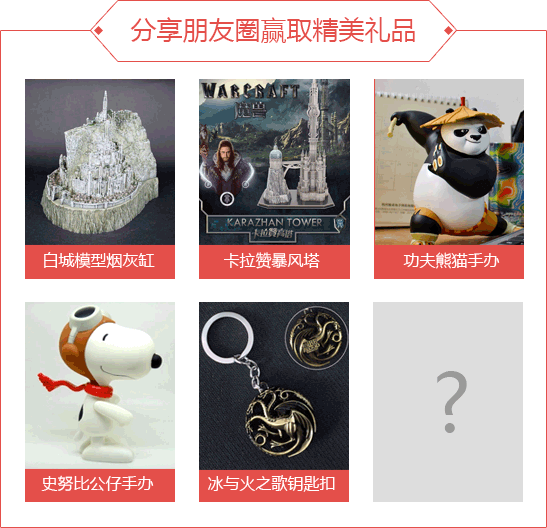 分享朋友圈赢取精美礼品
WARCRAFT
魔兽
KARAZHAN TOWER
卡拉赞高塔
白城模型烟灰缸
卡拉赞暴风塔
功夫熊猫手办
史努比公仔手办
冰与火之歌钥匙扣
?